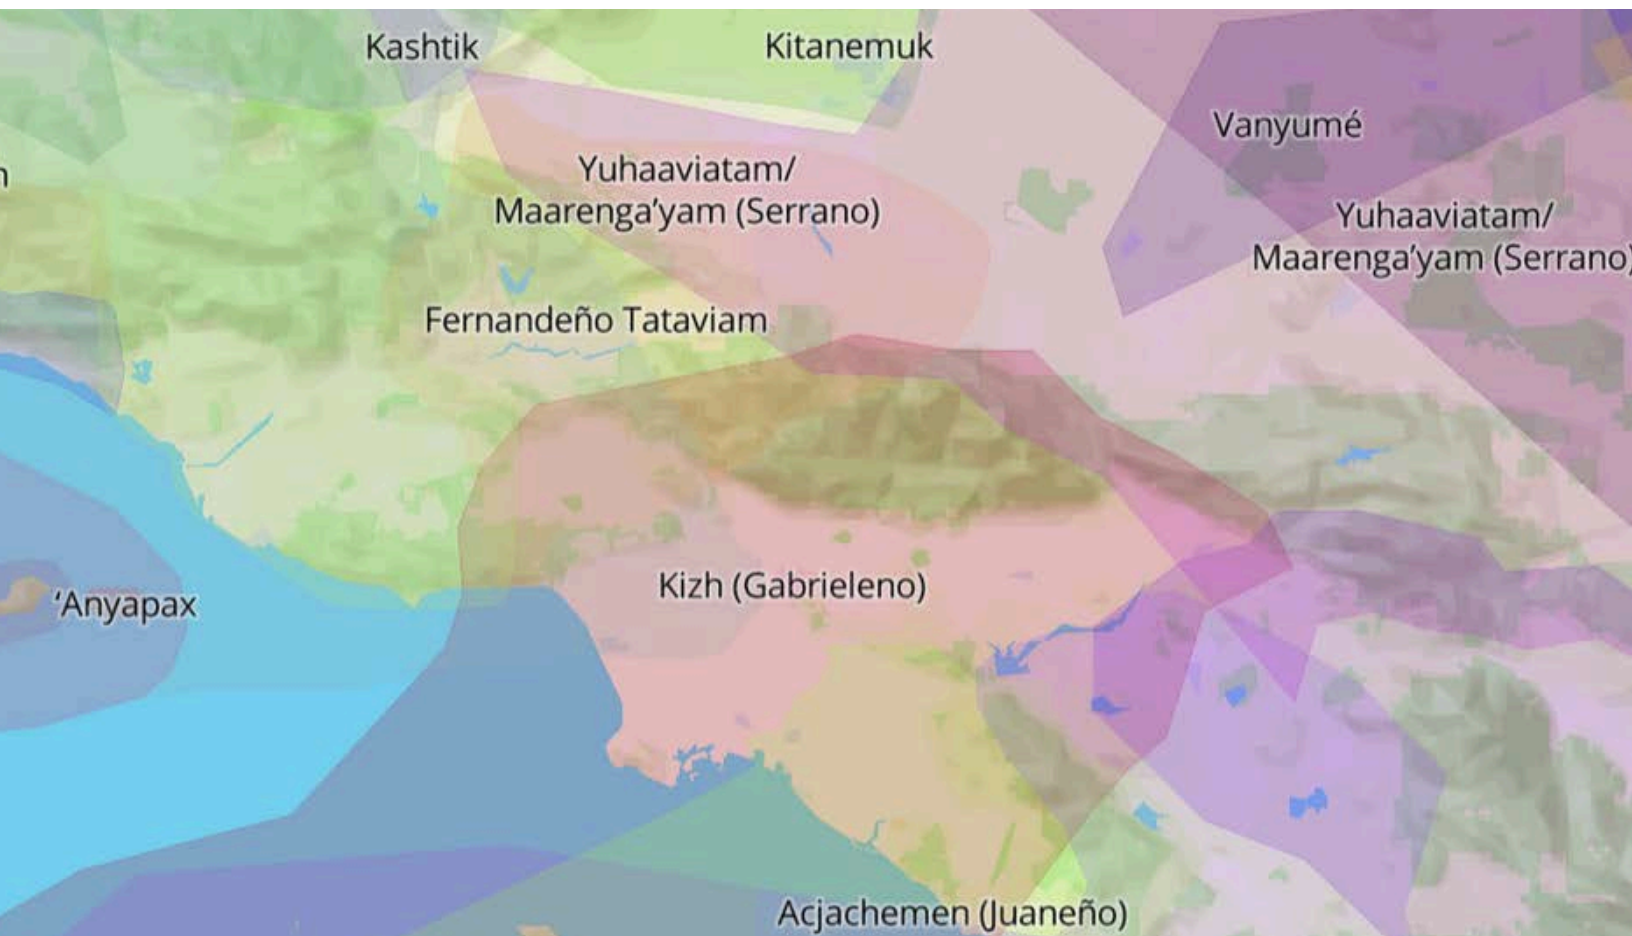 Kashtik
Kitanemuk
Vanyumé
Yuhaaviatam/
Maarenga'yam (Serrano)
Yuhaaviatam/
Maarenga'yam (Serrano)
Fernandeño Tataviam
Kizh (Gabrieleno)
‘Anyapax
Acjachemen (Juaneño)